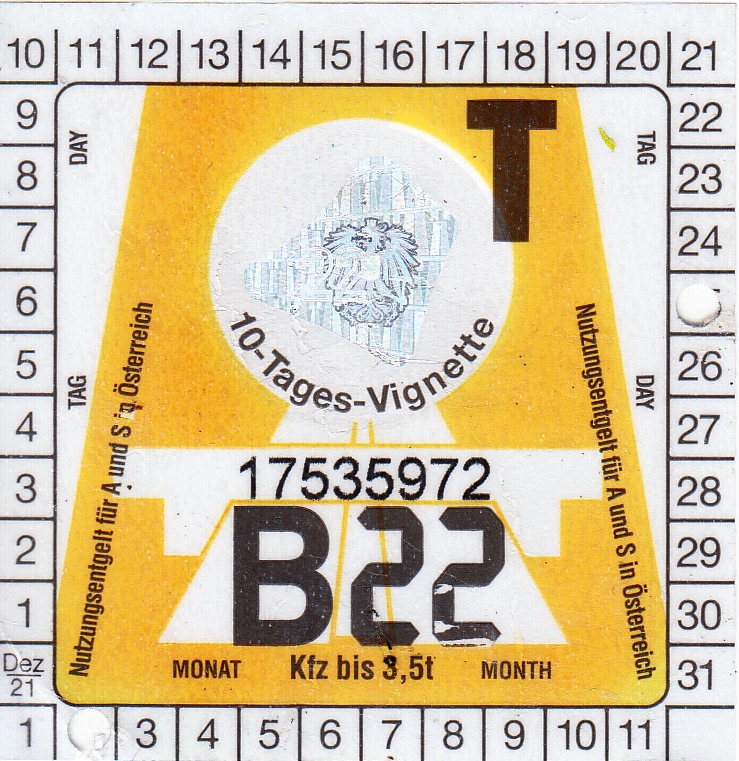 10 11 12 13 14 15 16 17 18 19 20 21
9 DAY T TAG 22
8 23
7 24
6
5 26
4 27
3 28
2 29
1 30
Dez 21 31
TAG
DAY
Nutzungsentgelt für A und S in Österreich
10-Tages-Vignette
Nutzungsentgelt für A und S in Österreich
17535972
B22
MONAT Kfz bis 3,5t MONTH
1 3 4 5 6 7 8 9 10 11